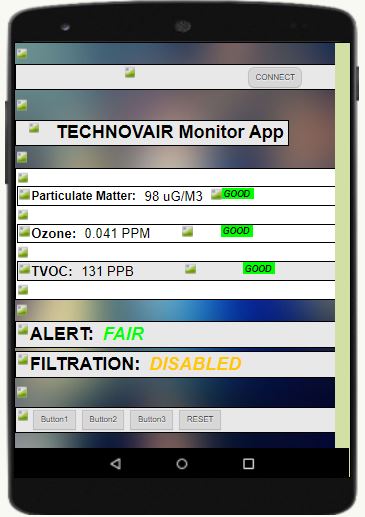 CONNECT
TECHNOVAIR Monitor App
Particulate Matter: 98 uG/M3 GOOD
Ozone: 0.041 PPM GOOD
TVOC: 131 PPB GOOD
ALERT: FAIR
FILTRATION: DISABLED
Button1 Button2 Button3 RESET